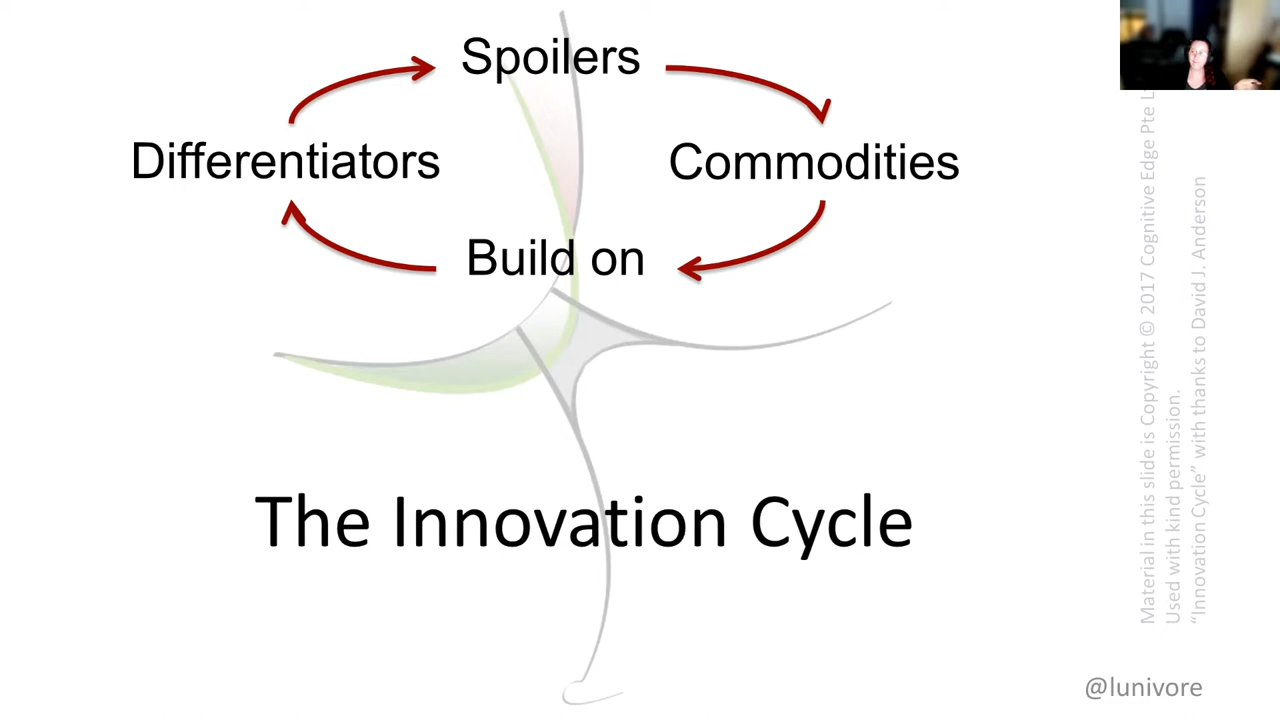 Spoilers
Differentiators
Commodities
Build on
The Innovation Cycle
Material in this slide is Copyright © 2017 Cognitive Edge Pte
Used with kind permission.
“Innovation Cycle” with thanks to David J. Anderson
@lunivore